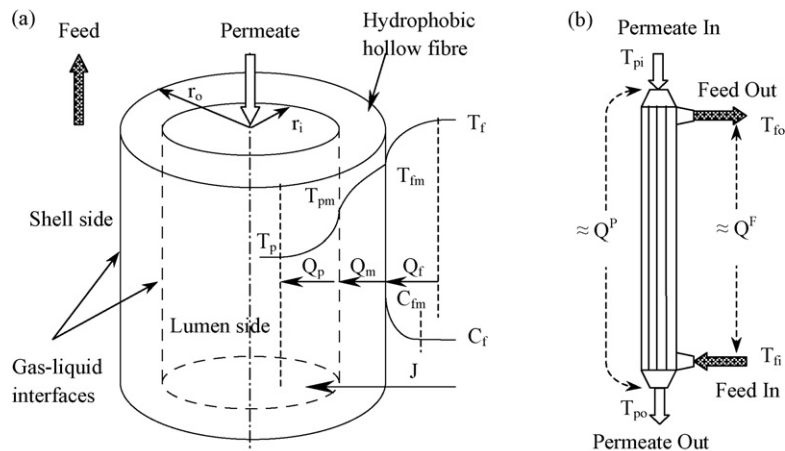 (a)
Feed
Permeate
Hydrophobic
hollow fibre
r_o
r_i
T_f
T_fm
T_pm
Shell side
T_p
Q_p
Q_m
Q_f
C_fm
Lumen side
C_f
Gas-liquid
interfaces
J
(b)
Permeate In
T_pi
Feed Out
T_fo
≈ Q^P
≈ Q^F
T_fi
Feed In
T_po
Permeate Out